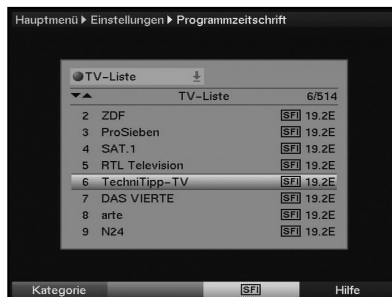 Hauptmenü Einstellungen Programmzeitschrift
TV-Liste
TV-Liste 6/514
2 ZDF SFI 19.2E
3 ProSieben SFI 19.2E
4 SAT.1 SFI 19.2E
5 RTL Television SFI 19.2E
6 TechniTipp-TV SFI 19.2E
7 DAS VIERTE SFI 19.2E
8 arte SFI 19.2E
9 N24 SFI 19.2E
Kategorie SFI Hilfe